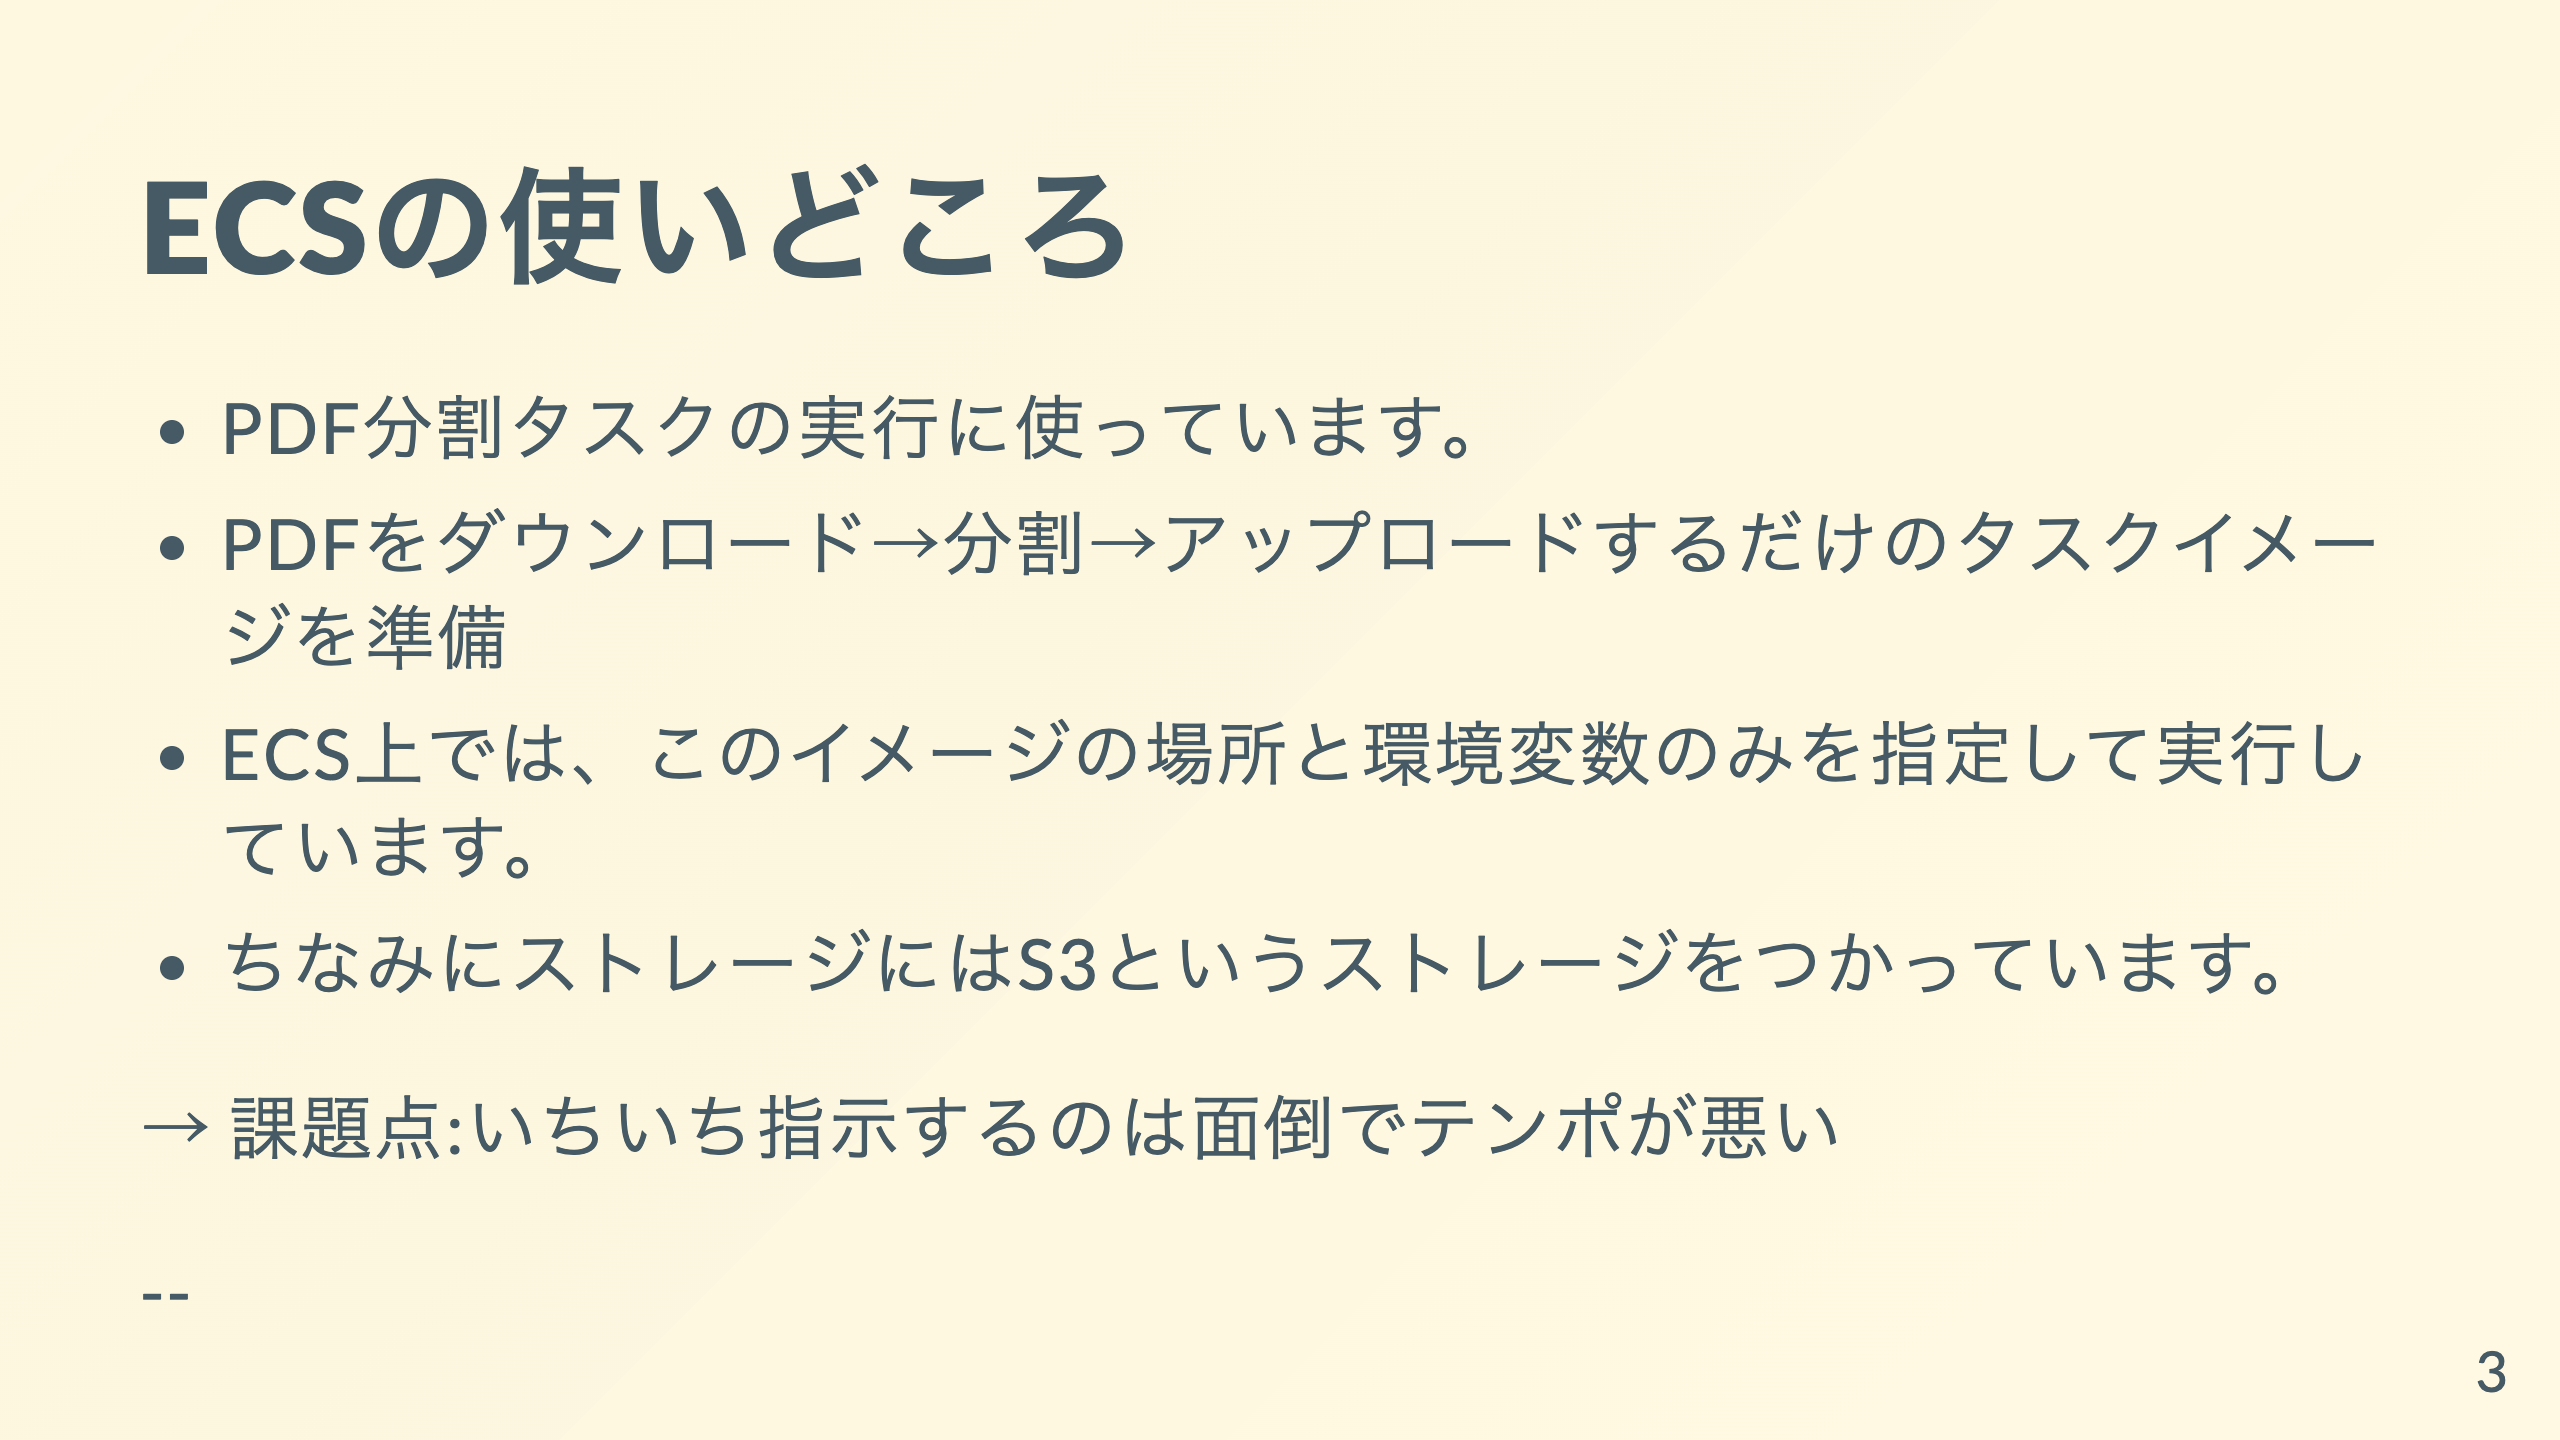 ECSの使いどころ
• PDF分割タスクの実行に使っています。
• PDFをダウンロード→分割→アップロードするだけのタスクイメー
ジを準備
• ECS上では、このイメージの場所と環境変数のみを指定して実行し
ています。
• ちなみにストレージにはS3というストレージをつかっています。
→ 課題点:いちいち指示するのは面倒でテンポが悪い
--
3